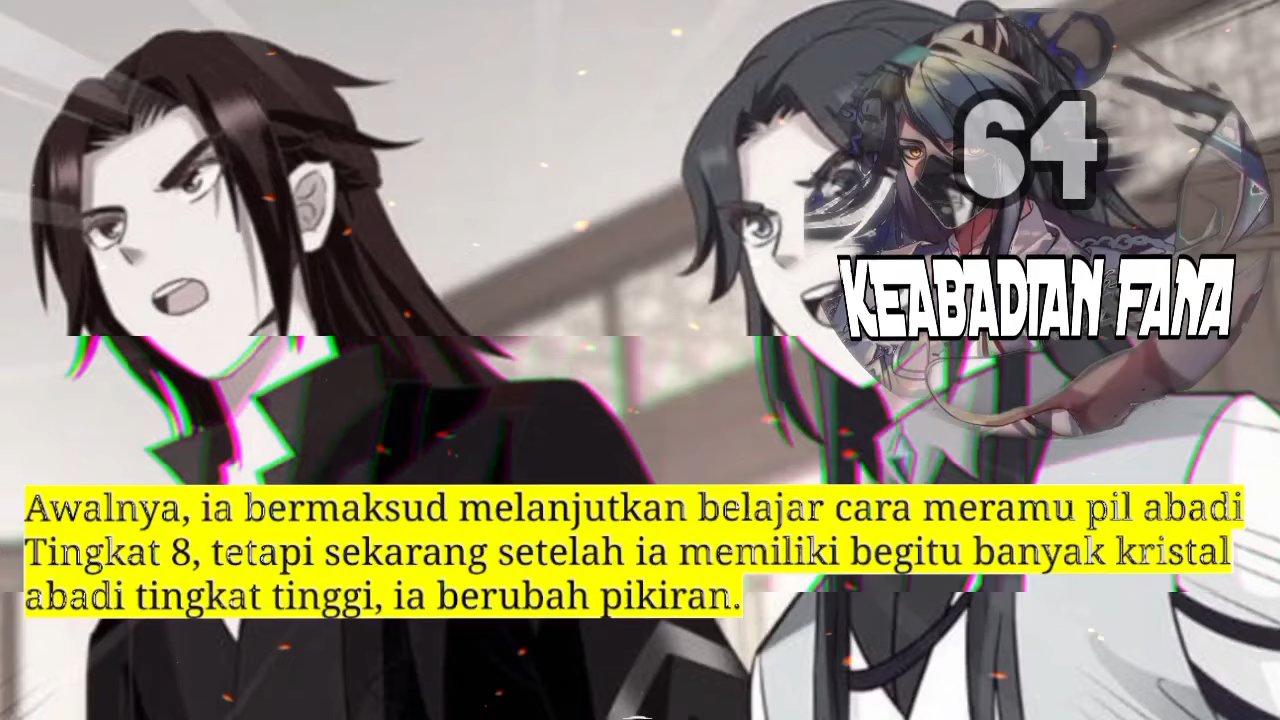 64
KEABADIAN FANA
Awalnya, ia bermaksud melanjutkan belajar cara meramu pil abadi
Tingkat 8, tetapi sekarang setelah ia memiliki begitu banyak kristal
abadi tingkat tinggi, ia berubah pikiran.